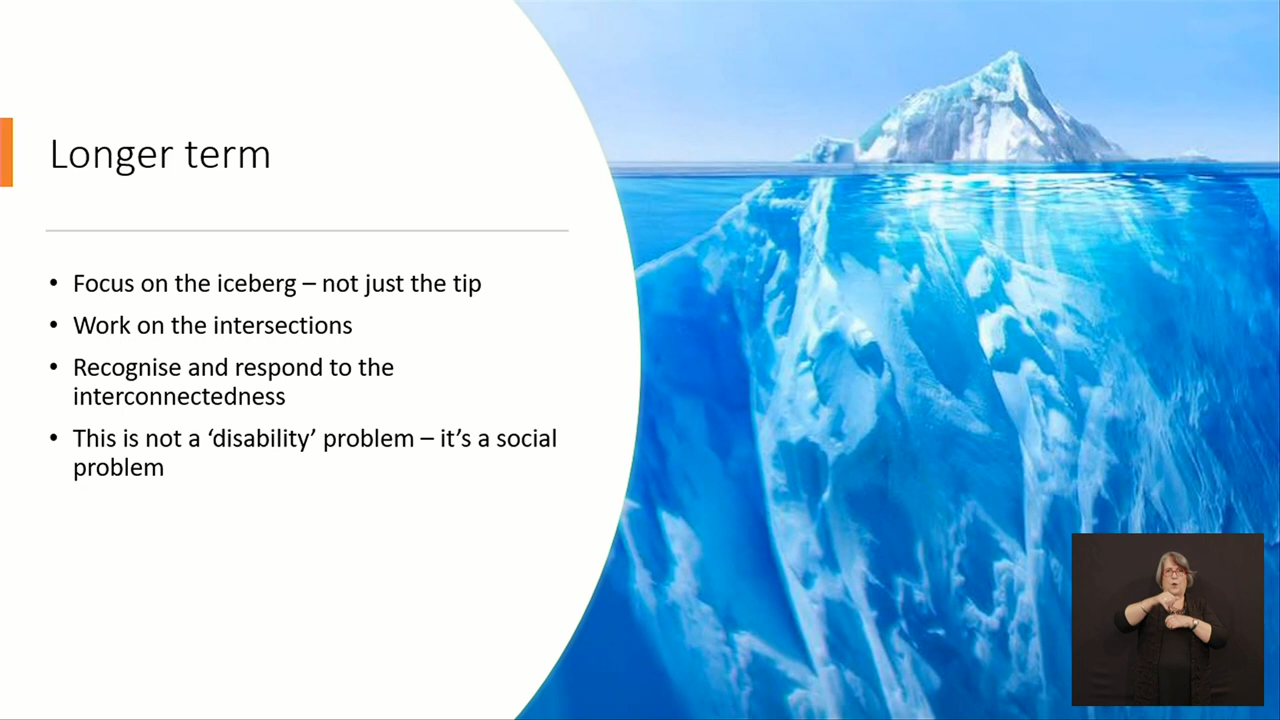 Longer term
• Focus on the iceberg – not just the tip
• Work on the intersections
• Recognise and respond to the
interconnectedness
• This is not a ‘disability’ problem – it’s a social
problem